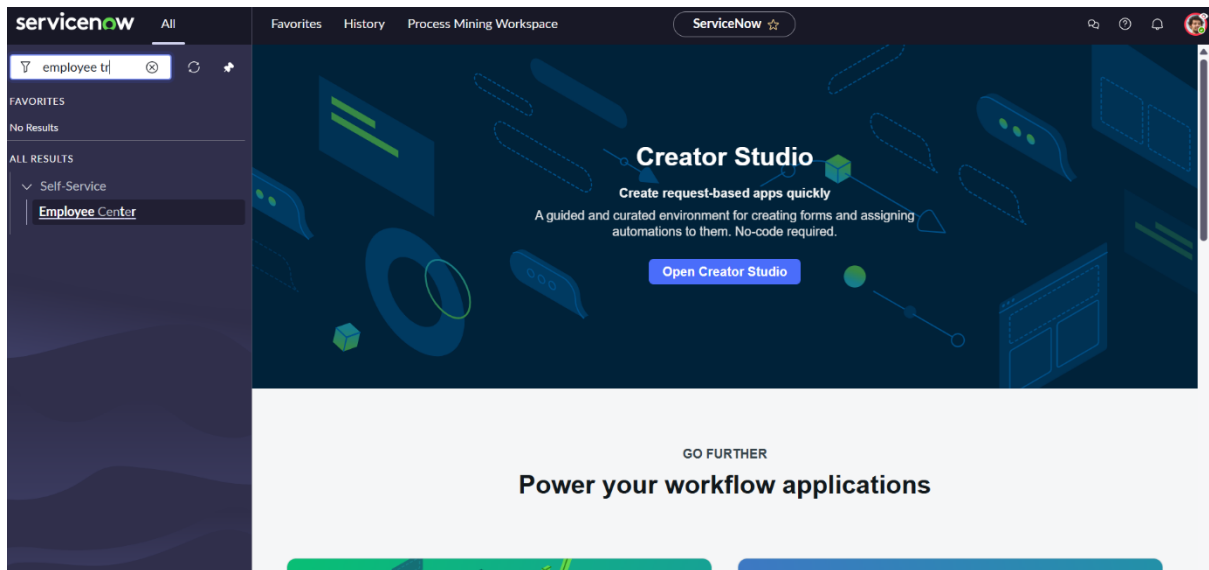 servicenow All Favorites History Process Mining Workspace ServiceNow
employee tr
FAVORITES
No Results
ALL RESULTS
Self-Service
Employee Center
Creator Studio
Create request-based apps quickly
A guided and curated environment for creating forms and assigning
automations to them. No-code required.
Open Creator Studio
GO FURTHER
Power your workflow applications